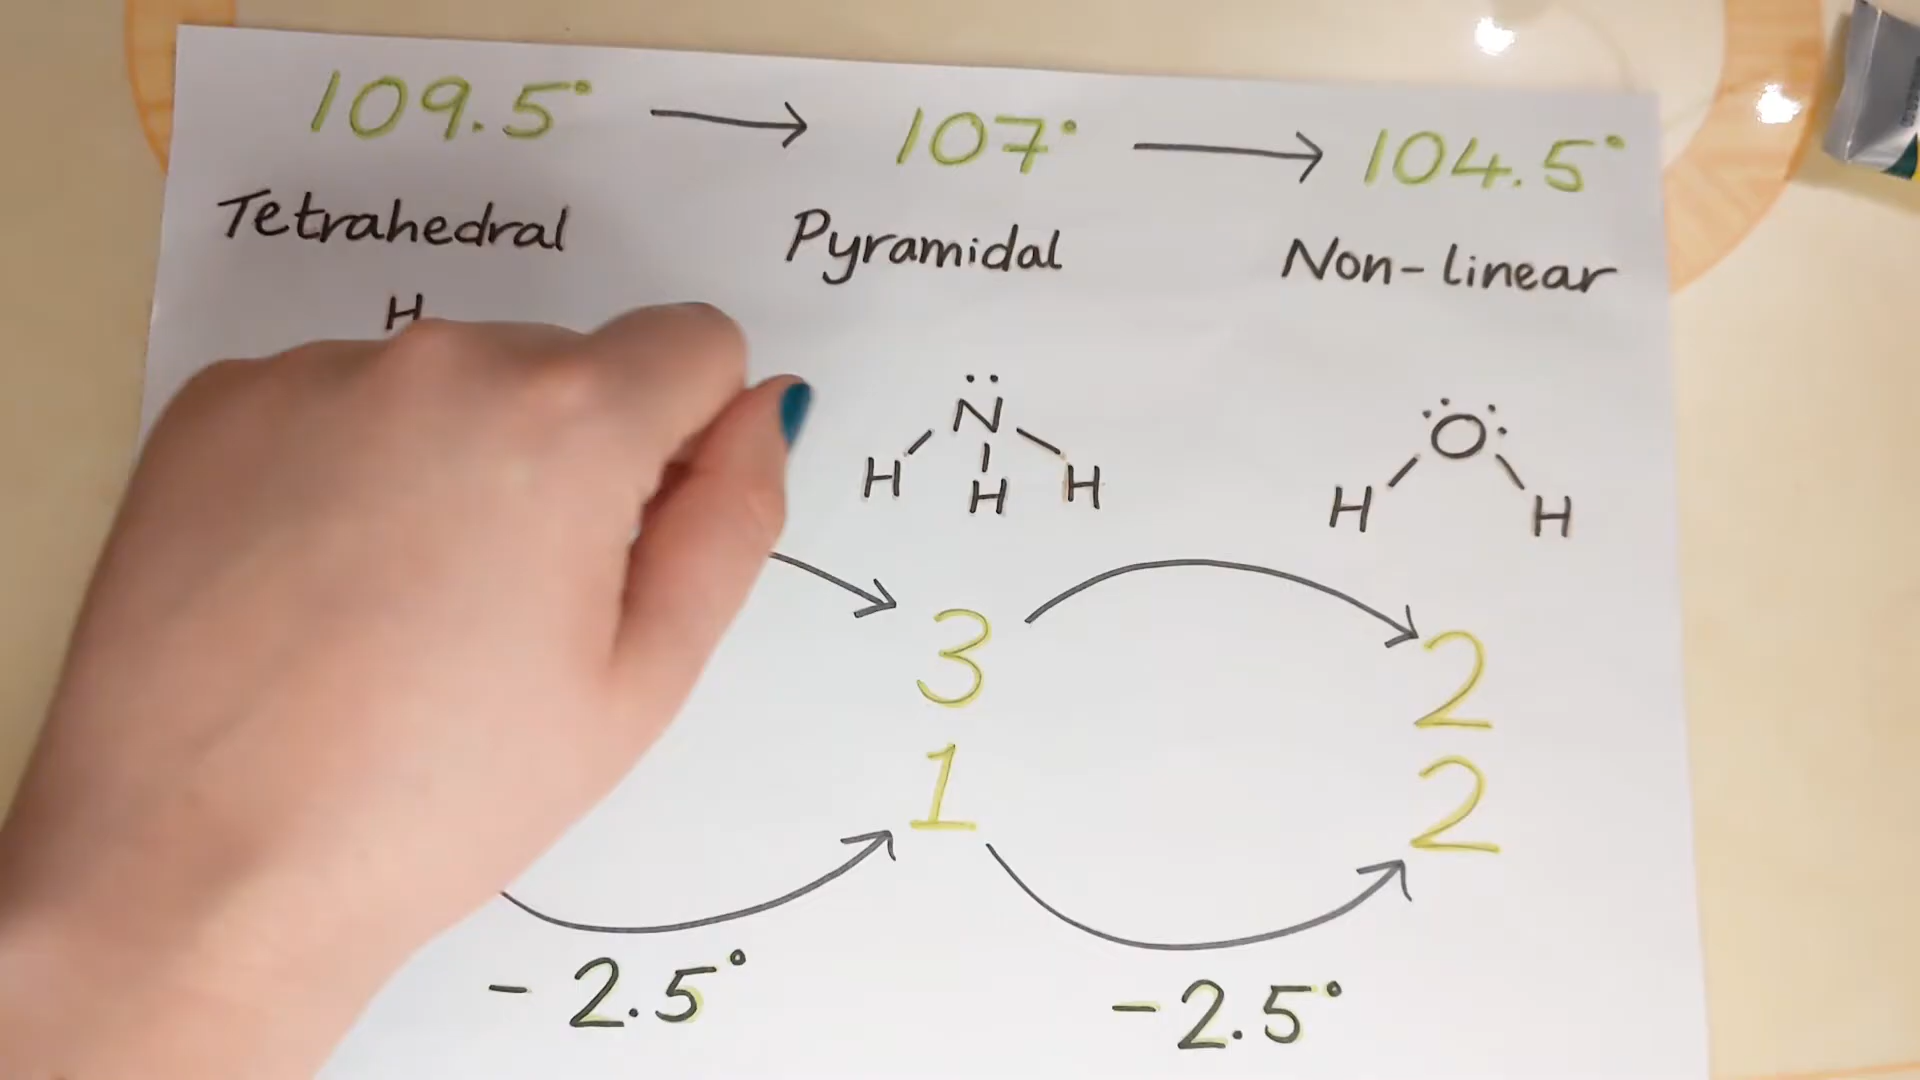 109.5° → 107° → 104.5°
Tetrahedral Pyramidal Non-linear
H
N O
H H H H H
3 2
1 2
- 2.5° - 2.5°